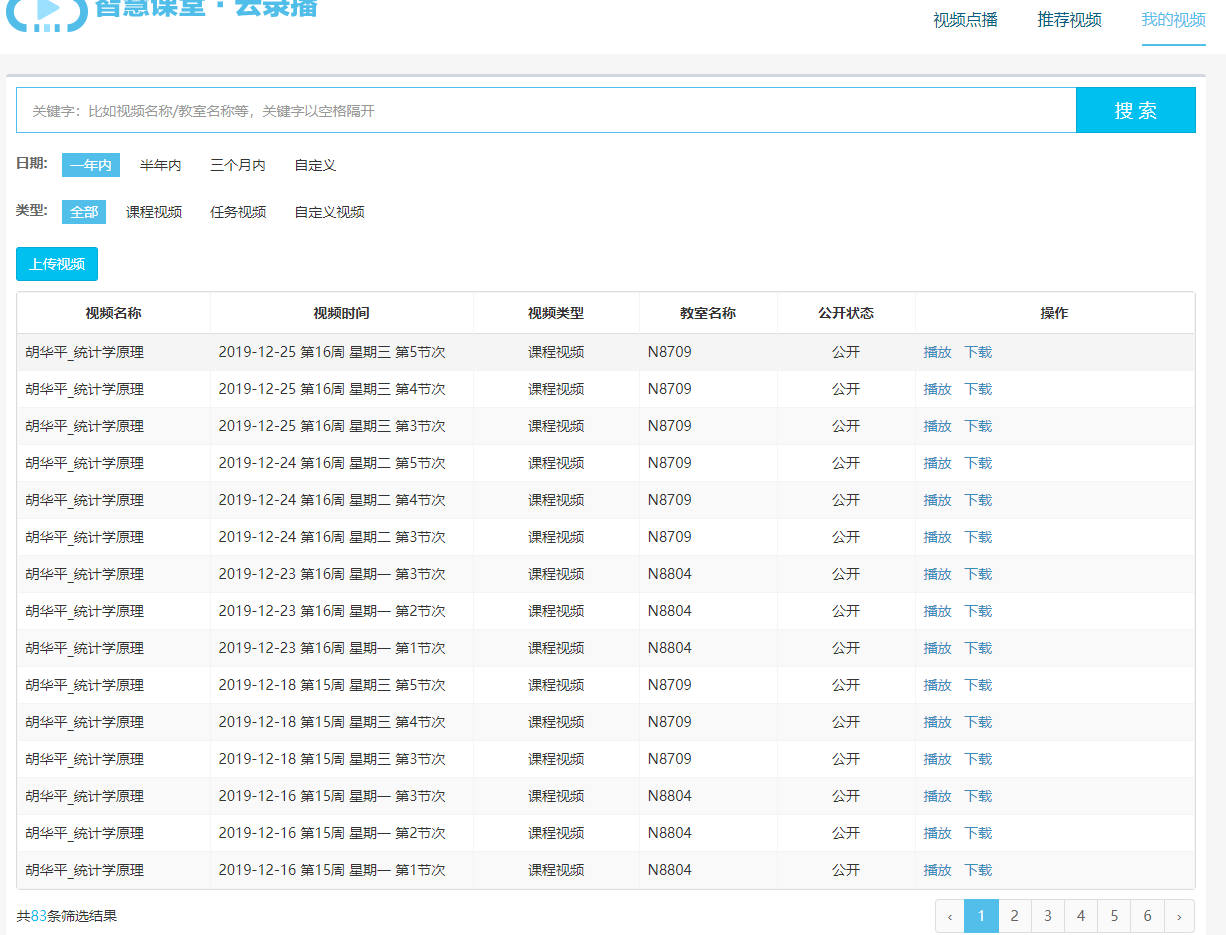 智慧课堂·云录播
视频点播 推荐视频 我的视频
关键字：比如视频名称/教室名称等，关键字以空格隔开 搜 索
日期: 一年内 半年内 三个月内 自定义
类型: 全部 课程视频 任务视频 自定义视频
上传视频
视频名称 视频时间 视频类型 教室名称 公开状态 操作
胡华平_统计学原理 2019-12-25 第16周 星期三 第5节次 课程视频 N8709 公开 播放 下载
胡华平_统计学原理 2019-12-25 第16周 星期三 第4节次 课程视频 N8709 公开 播放 下载
胡华平_统计学原理 2019-12-25 第16周 星期三 第3节次 课程视频 N8709 公开 播放 下载
胡华平_统计学原理 2019-12-24 第16周 星期二 第5节次 课程视频 N8709 公开 播放 下载
胡华平_统计学原理 2019-12-24 第16周 星期二 第4节次 课程视频 N8709 公开 播放 下载
胡华平_统计学原理 2019-12-24 第16周 星期二 第3节次 课程视频 N8709 公开 播放 下载
胡华平_统计学原理 2019-12-23 第16周 星期一 第3节次 课程视频 N8804 公开 播放 下载
胡华平_统计学原理 2019-12-23 第16周 星期一 第2节次 课程视频 N8804 公开 播放 下载
胡华平_统计学原理 2019-12-23 第16周 星期一 第1节次 课程视频 N8804 公开 播放 下载
胡华平_统计学原理 2019-12-18 第15周 星期三 第5节次 课程视频 N8709 公开 播放 下载
胡华平_统计学原理 2019-12-18 第15周 星期三 第4节次 课程视频 N8709 公开 播放 下载
胡华平_统计学原理 2019-12-18 第15周 星期三 第3节次 课程视频 N8709 公开 播放 下载
胡华平_统计学原理 2019-12-16 第15周 星期一 第3节次 课程视频 N8804 公开 播放 下载
胡华平_统计学原理 2019-12-16 第15周 星期一 第2节次 课程视频 N8804 公开 播放 下载
胡华平_统计学原理 2019-12-16 第15周 星期一 第1节次 课程视频 N8804 公开 播放 下载
共83条筛选结果 ‹ 1 2 3 4 5 6 ›